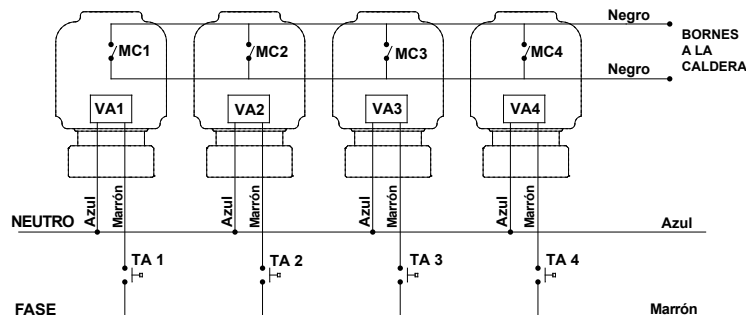 Negro
BORNES
A LA
CALDERA
MC1 MC2 MC3 MC4
Negro
VA1 VA2 VA3 VA4
Azul Marrón Azul Marrón Azul Marrón Azul Marrón
NEUTRO Azul
TA 1 TA 2 TA 3 TA 4
FASE Marrón